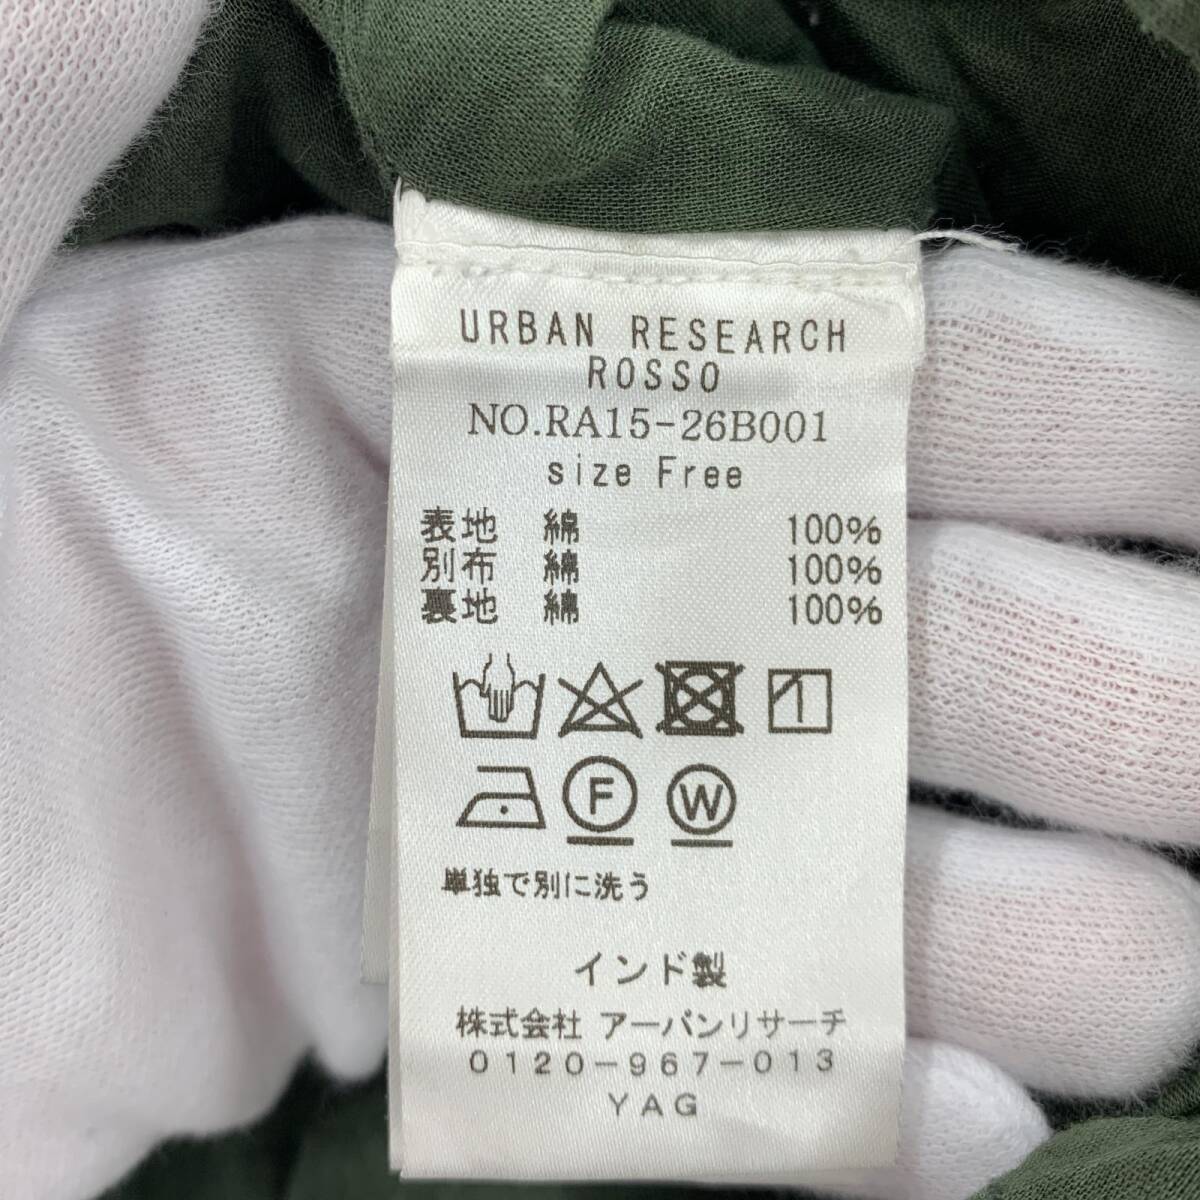 URBAN RESEARCH
ROSSO
NO.RA15-26B001
size Free
表地 綿 100%
別布 綿 100%
裏地 綿 100%
F W
単独で別に洗う
インド製
株式会社 アーバンリサーチ
0120-967-013
YAG